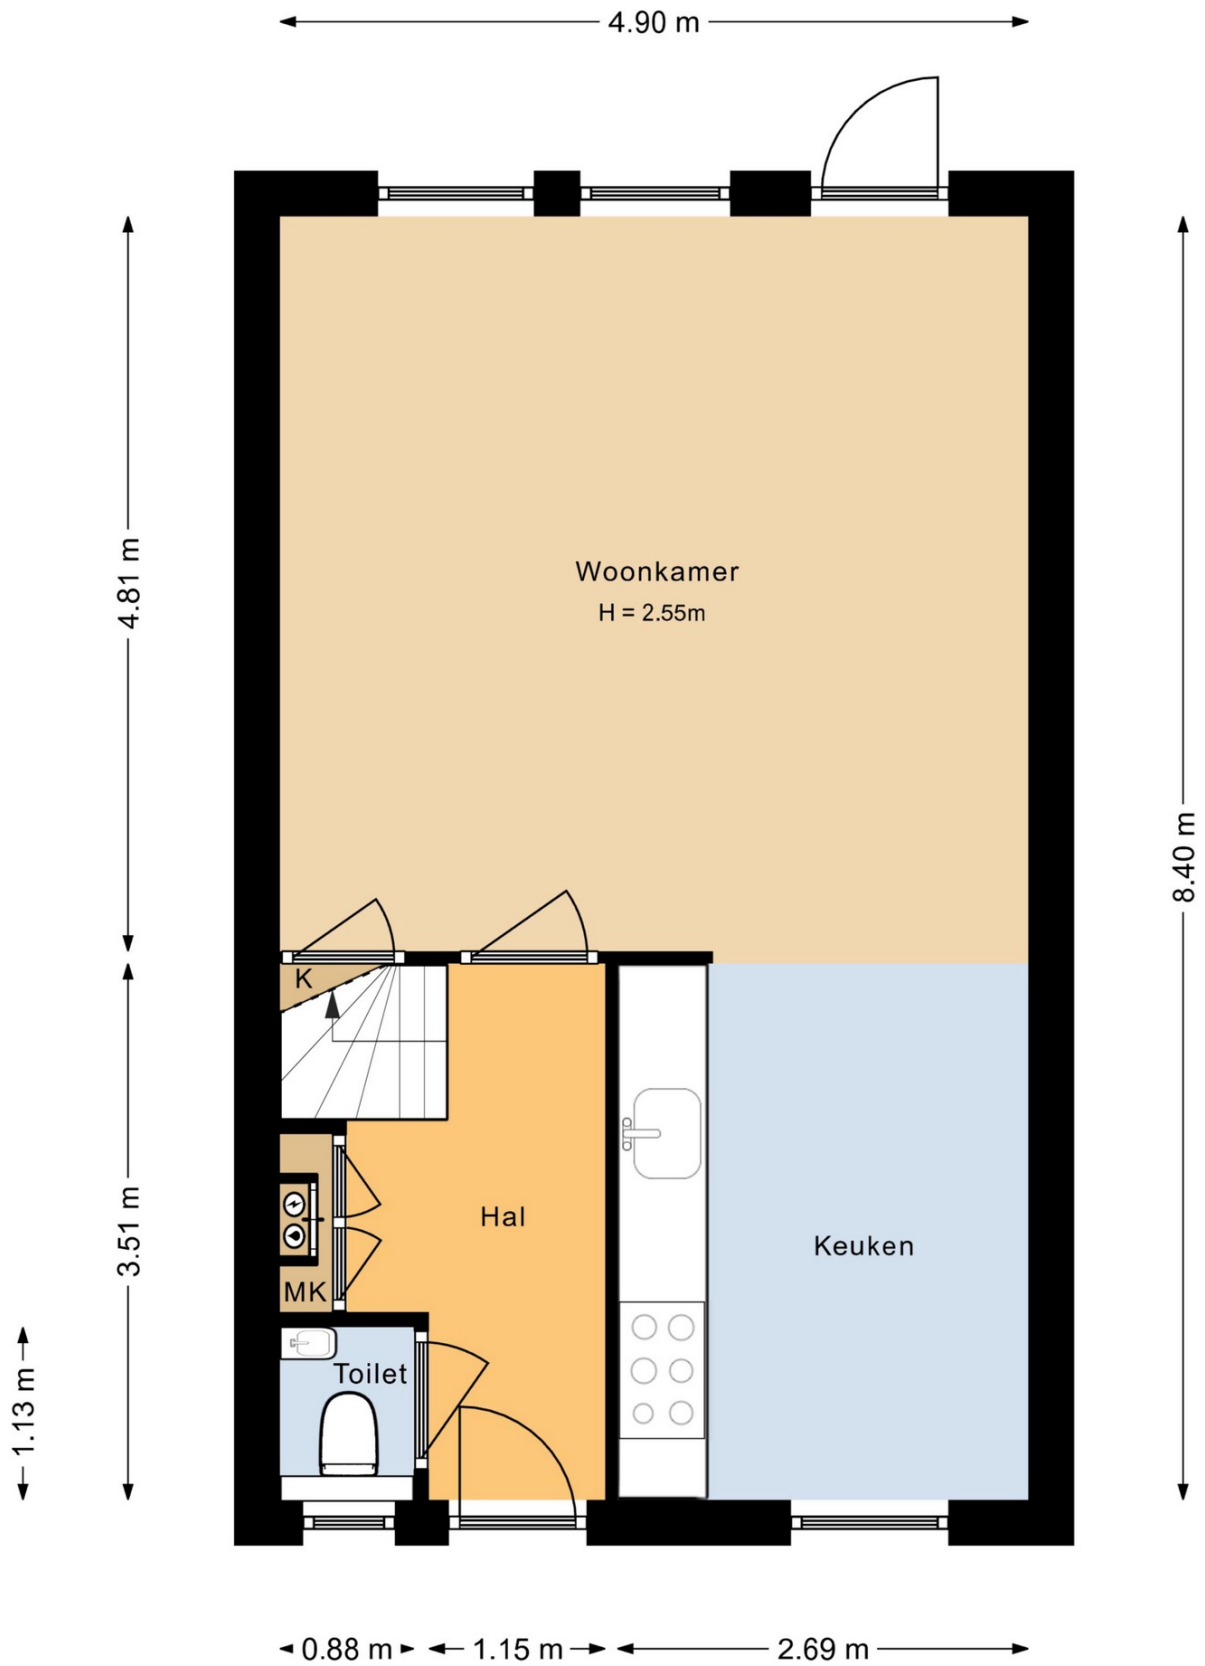 4.90 m
4.81 m
Woonkamer
H = 2.55m
8.40 m
K
3.51 m
Hal
Keuken
MK
1.13 m
Toilet
0.88 m
1.15 m
2.69 m